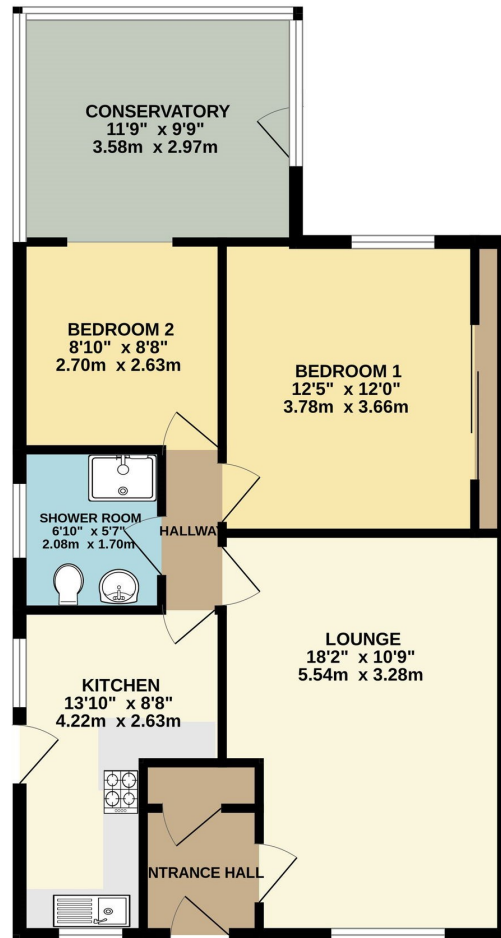 CONSERVATORY
11'9" x 9'9"
3.58m x 2.97m
BEDROOM 2
8'10" x 8'8"
2.70m x 2.63m
BEDROOM 1
12'5" x 12'0"
3.78m x 3.66m
SHOWER ROOM
6'10" x 5'7"
2.08m x 1.70m
HALLWAY
LOUNGE
18'2" x 10'9"
5.54m x 3.28m
KITCHEN
13'10" x 8'8"
4.22m x 2.63m
NTRANCE HALL